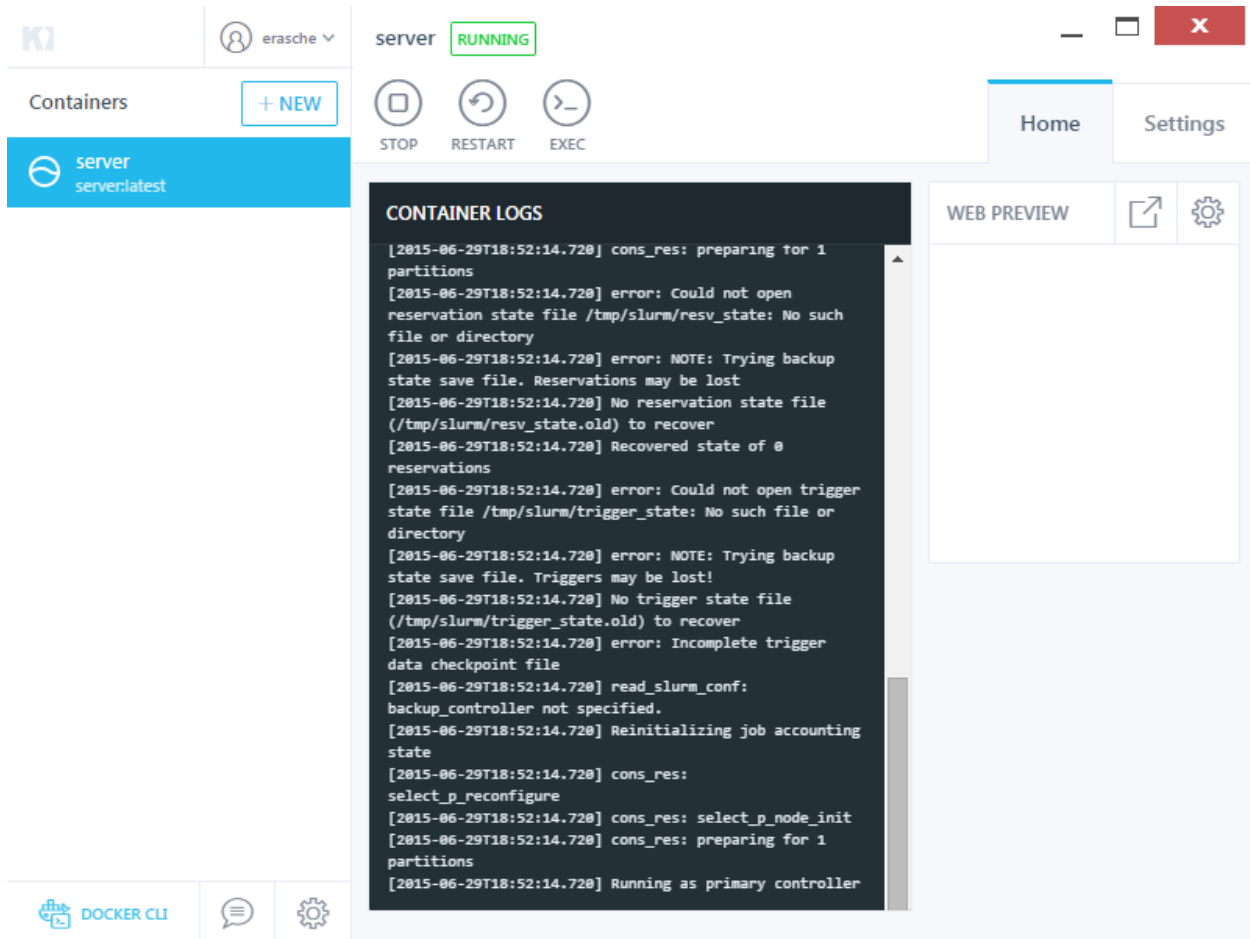 erasche
server RUNNING
Containers
+ NEW
STOP RESTART EXEC
Home Settings
server
server:latest
CONTAINER LOGS
WEB PREVIEW
[2015-06-29T18:52:14.720] cons_res: preparing for 1
partitions
[2015-06-29T18:52:14.720] error: Could not open
reservation state file /tmp/slurm/resv_state: No such
file or directory
[2015-06-29T18:52:14.720] error: NOTE: Trying backup
state save file. Reservations may be lost
[2015-06-29T18:52:14.720] No reservation state file
(/tmp/slurm/resv_state.old) to recover
[2015-06-29T18:52:14.720] Recovered state of 0
reservations
[2015-06-29T18:52:14.720] error: Could not open trigger
state file /tmp/slurm/trigger_state: No such file or
directory
[2015-06-29T18:52:14.720] error: NOTE: Trying backup
state save file. Triggers may be lost!
[2015-06-29T18:52:14.720] No trigger state file
(/tmp/slurm/trigger_state.old) to recover
[2015-06-29T18:52:14.720] error: Incomplete trigger
data checkpoint file
[2015-06-29T18:52:14.720] read_slurm_conf:
backup_controller not specified.
[2015-06-29T18:52:14.720] Reinitializing job accounting
state
[2015-06-29T18:52:14.720] cons_res:
select_p_reconfigure
[2015-06-29T18:52:14.720] cons_res: select_p_node_init
[2015-06-29T18:52:14.720] cons_res: preparing for 1
partitions
[2015-06-29T18:52:14.720] Running as primary controller
DOCKER CLI